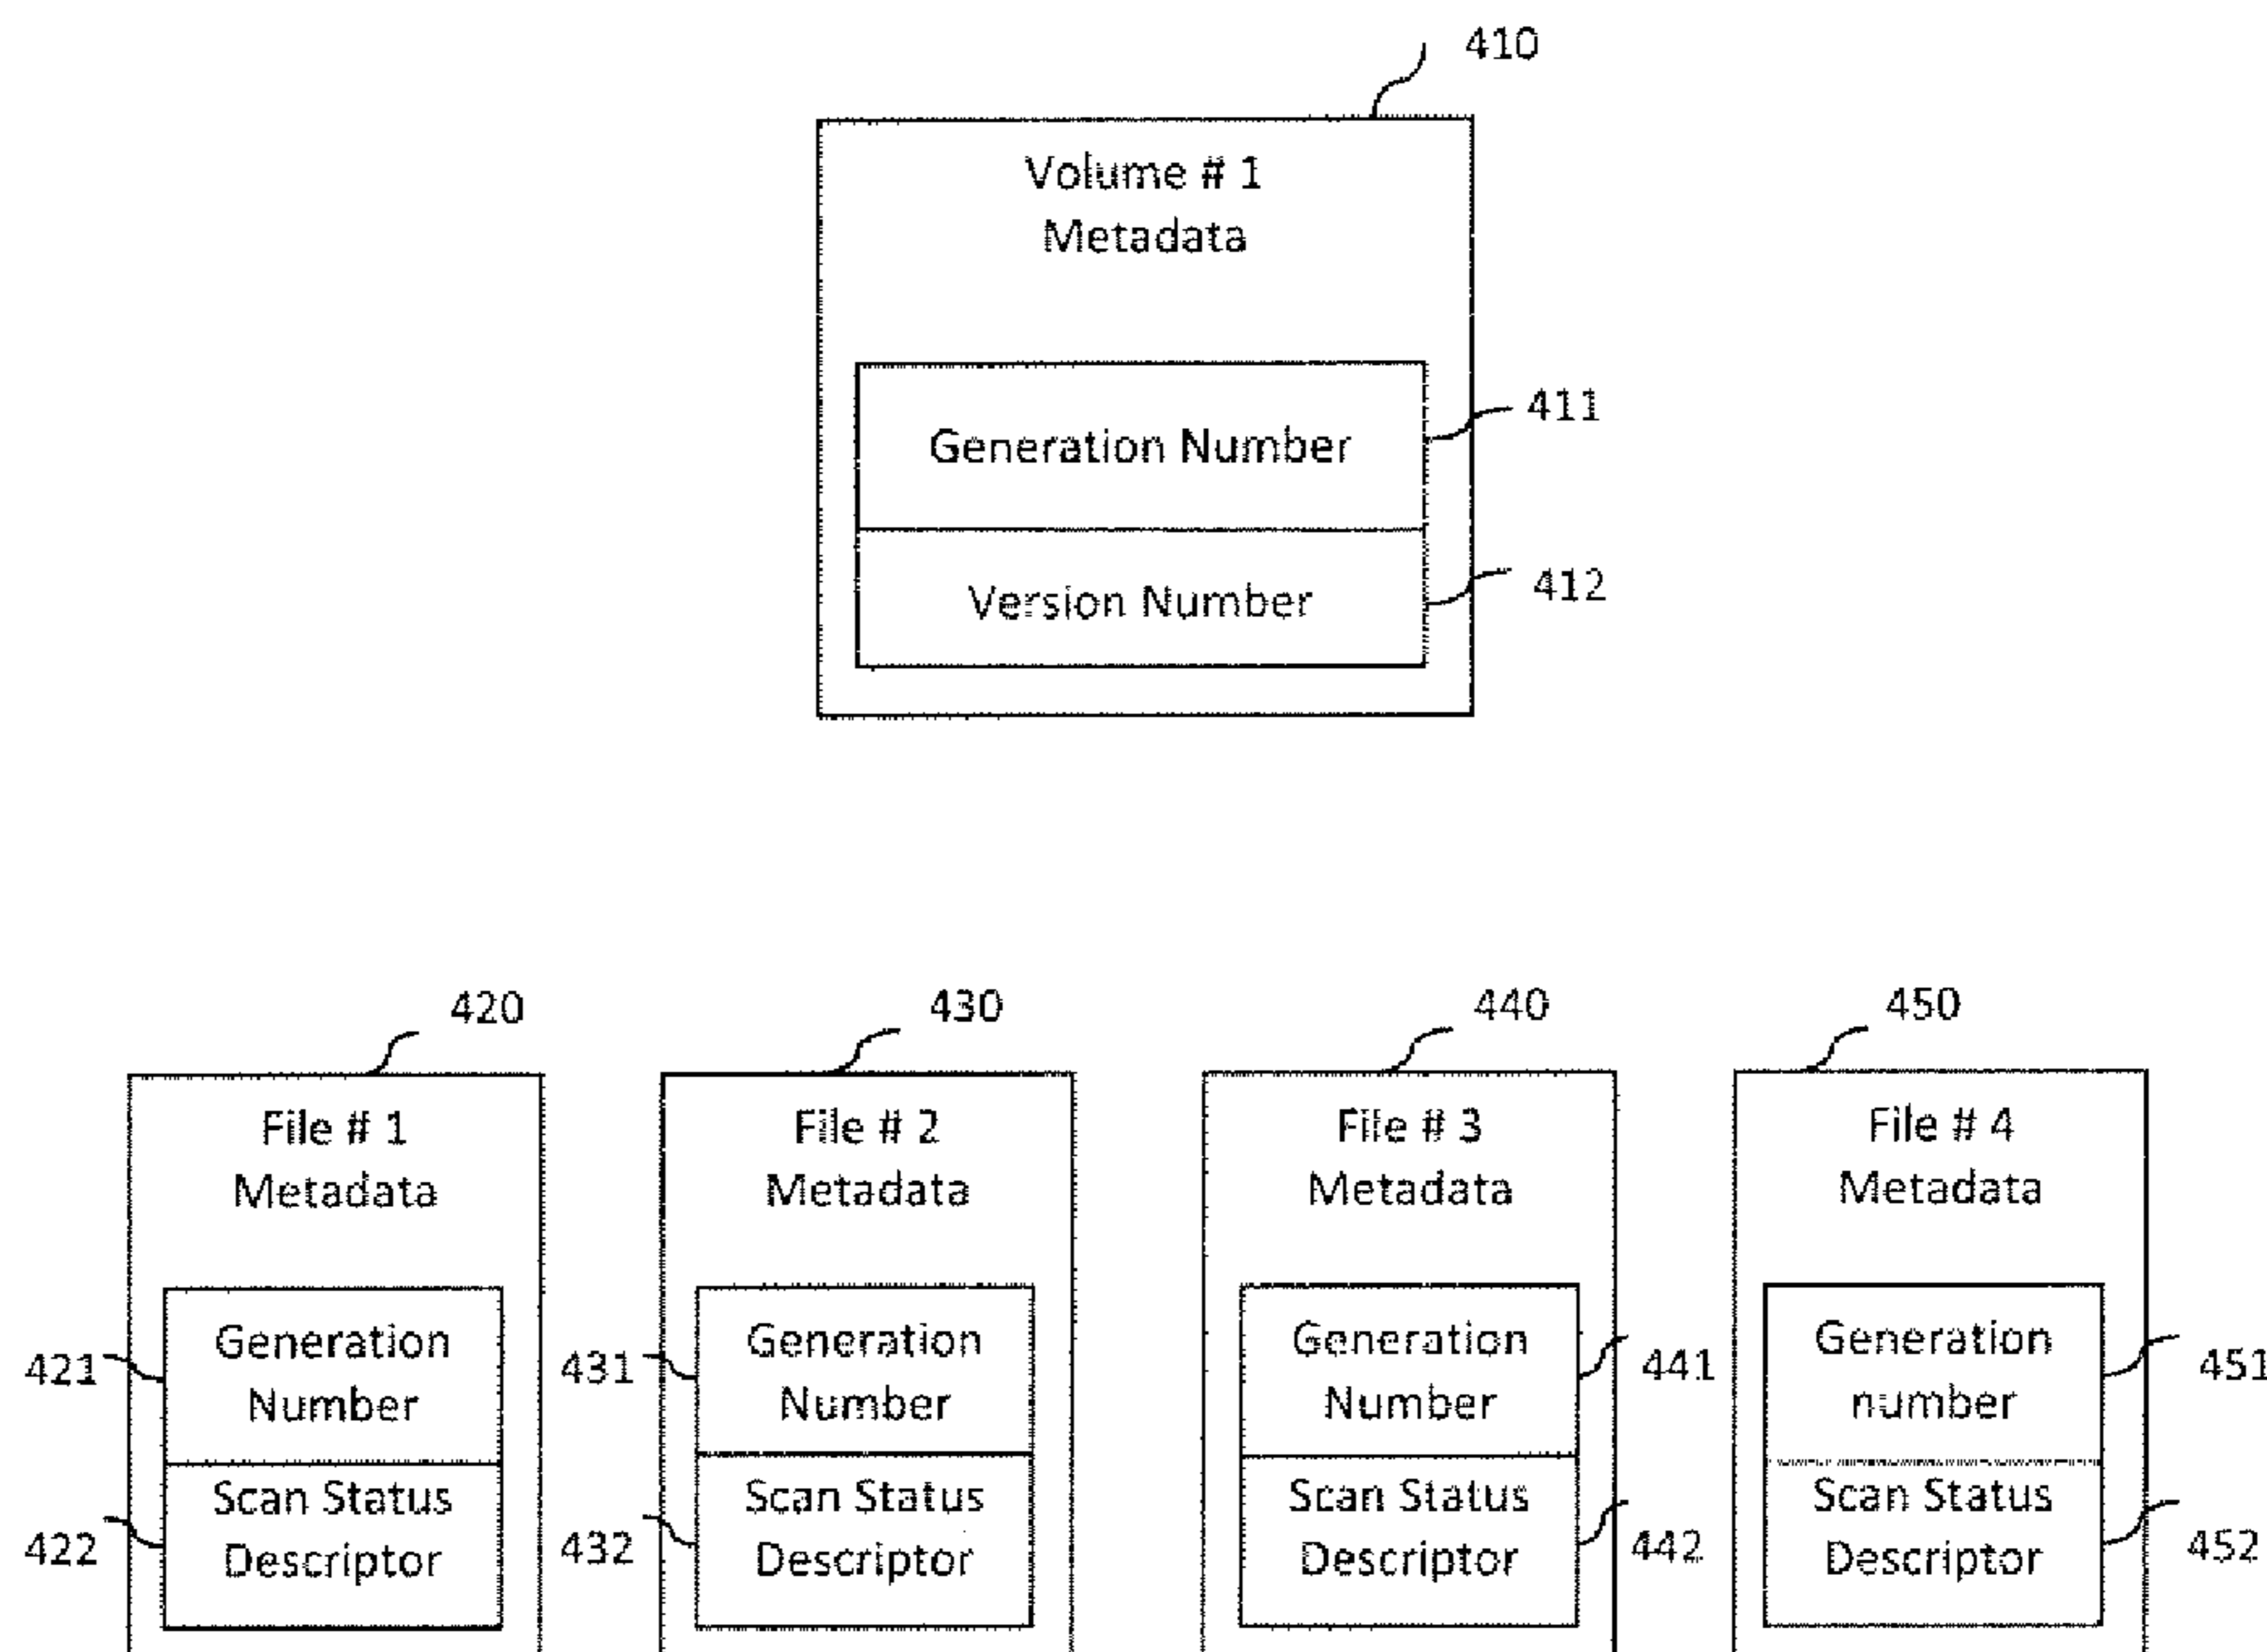 410
Volume # 1
Metadata
Generation Number
411
Version Number
412
420
430
440
450
File # 1
Metadata
File # 2
Metadata
File # 3
Metadata
File # 4
Metadata
421
Generation
Number
431
Generation
Number
Generation
Number
441
Generation
number
451
422
Scan Status
Descriptor
432
Scan Status
Descriptor
Scan Status
Descriptor
442
Scan Status
Descriptor
452